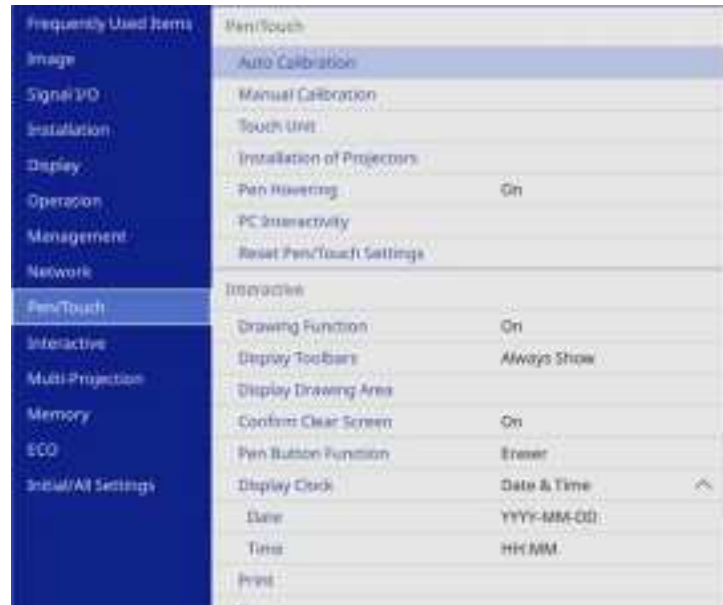 Frequently Used Items
Image
Signal I/O
Installation
Display
Operation
Management
Network
Pen/Touch
Interactive
Multi-Projection
Memory
ECO
Initial/All Settings
Pen/Touch
Auto Calibration
Manual Calibration
Touch Unit
Installation of Projectors
Pen Hovering On
PC Interactivity
Reset Pen/Touch Settings
Interactive
Drawing Function On
Display Toolbars Always Show
Display Drawing Area
Confirm Clear Screen On
Pen Button Function Eraser
Display Clock Date & Time
Date YYYY-MM-DD
Time HH:MM
Print